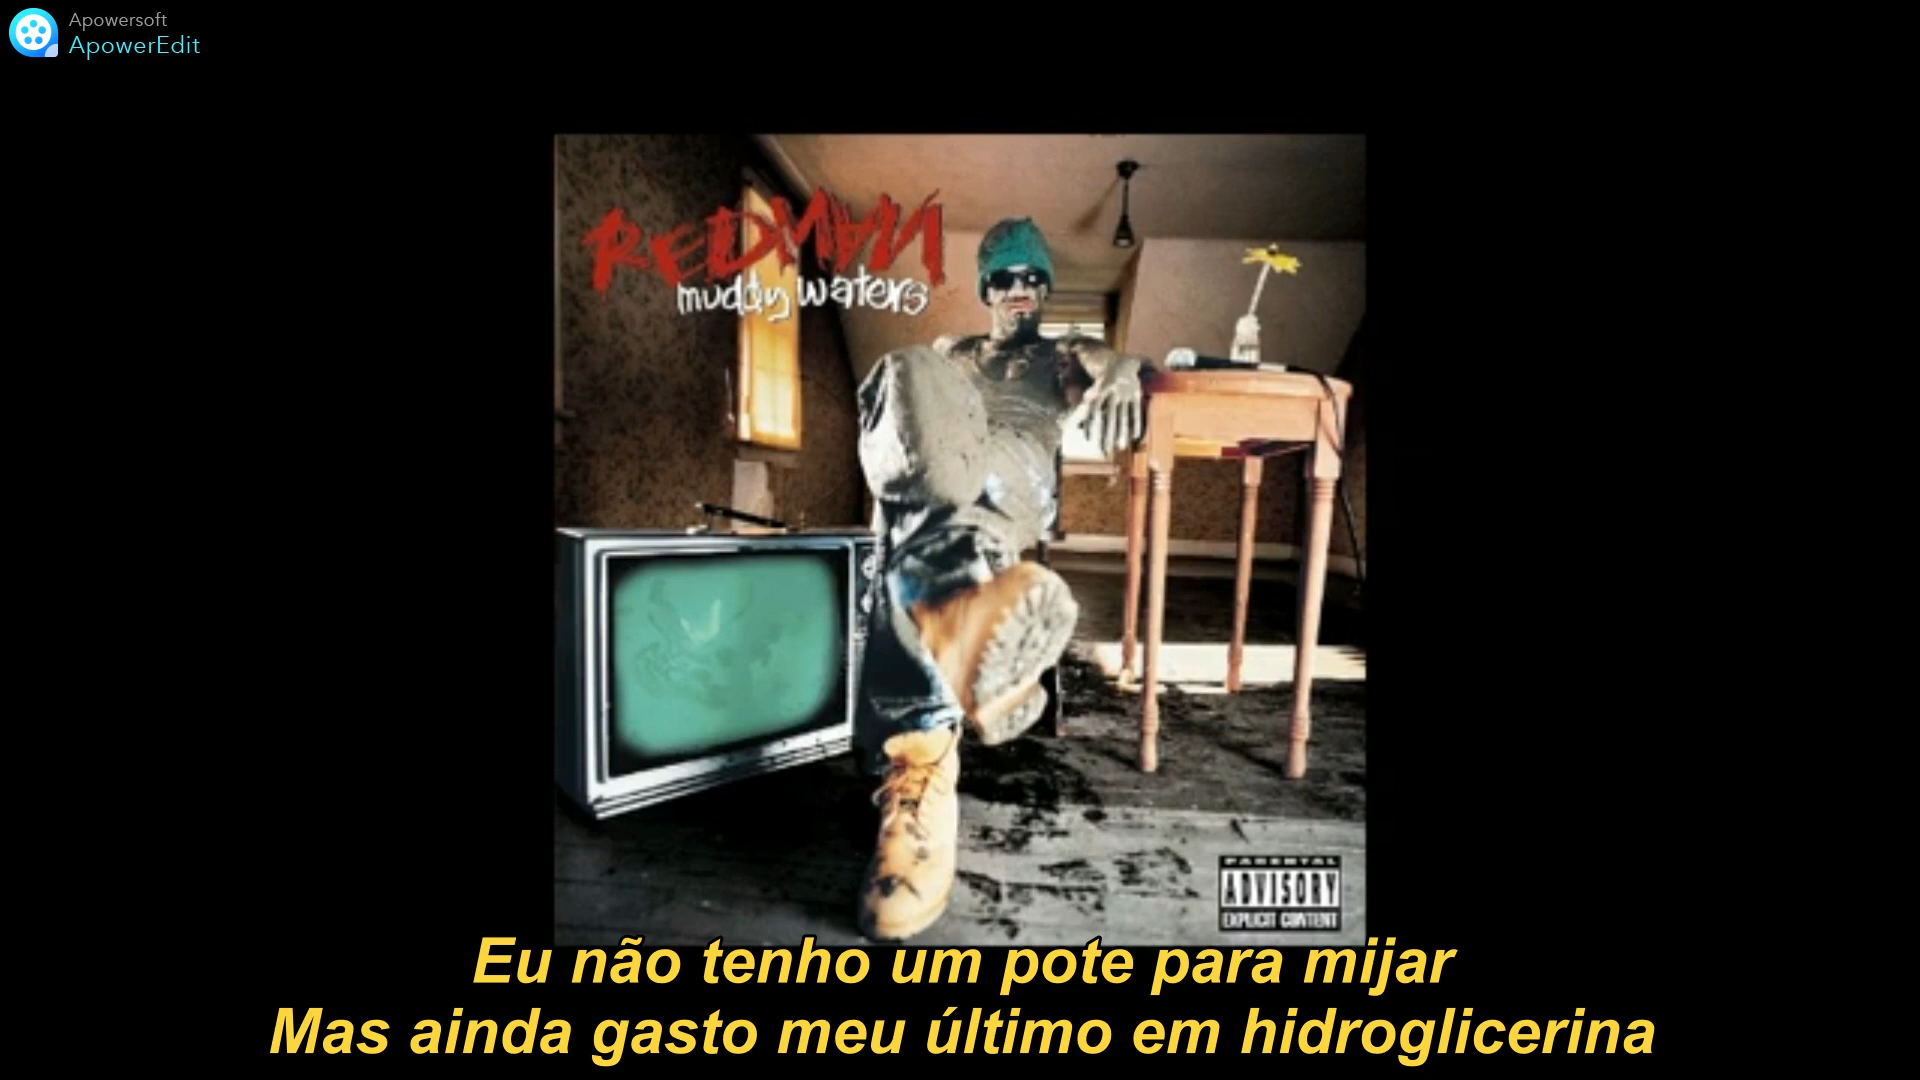 Apowersoft
ApowerEdit
REDMAN
muddy waters
PARENTAL
ADVISORY
EXPLICIT CONTENT
Eu não tenho um pote para mijar
Mas ainda gasto meu último em hidroglicerina